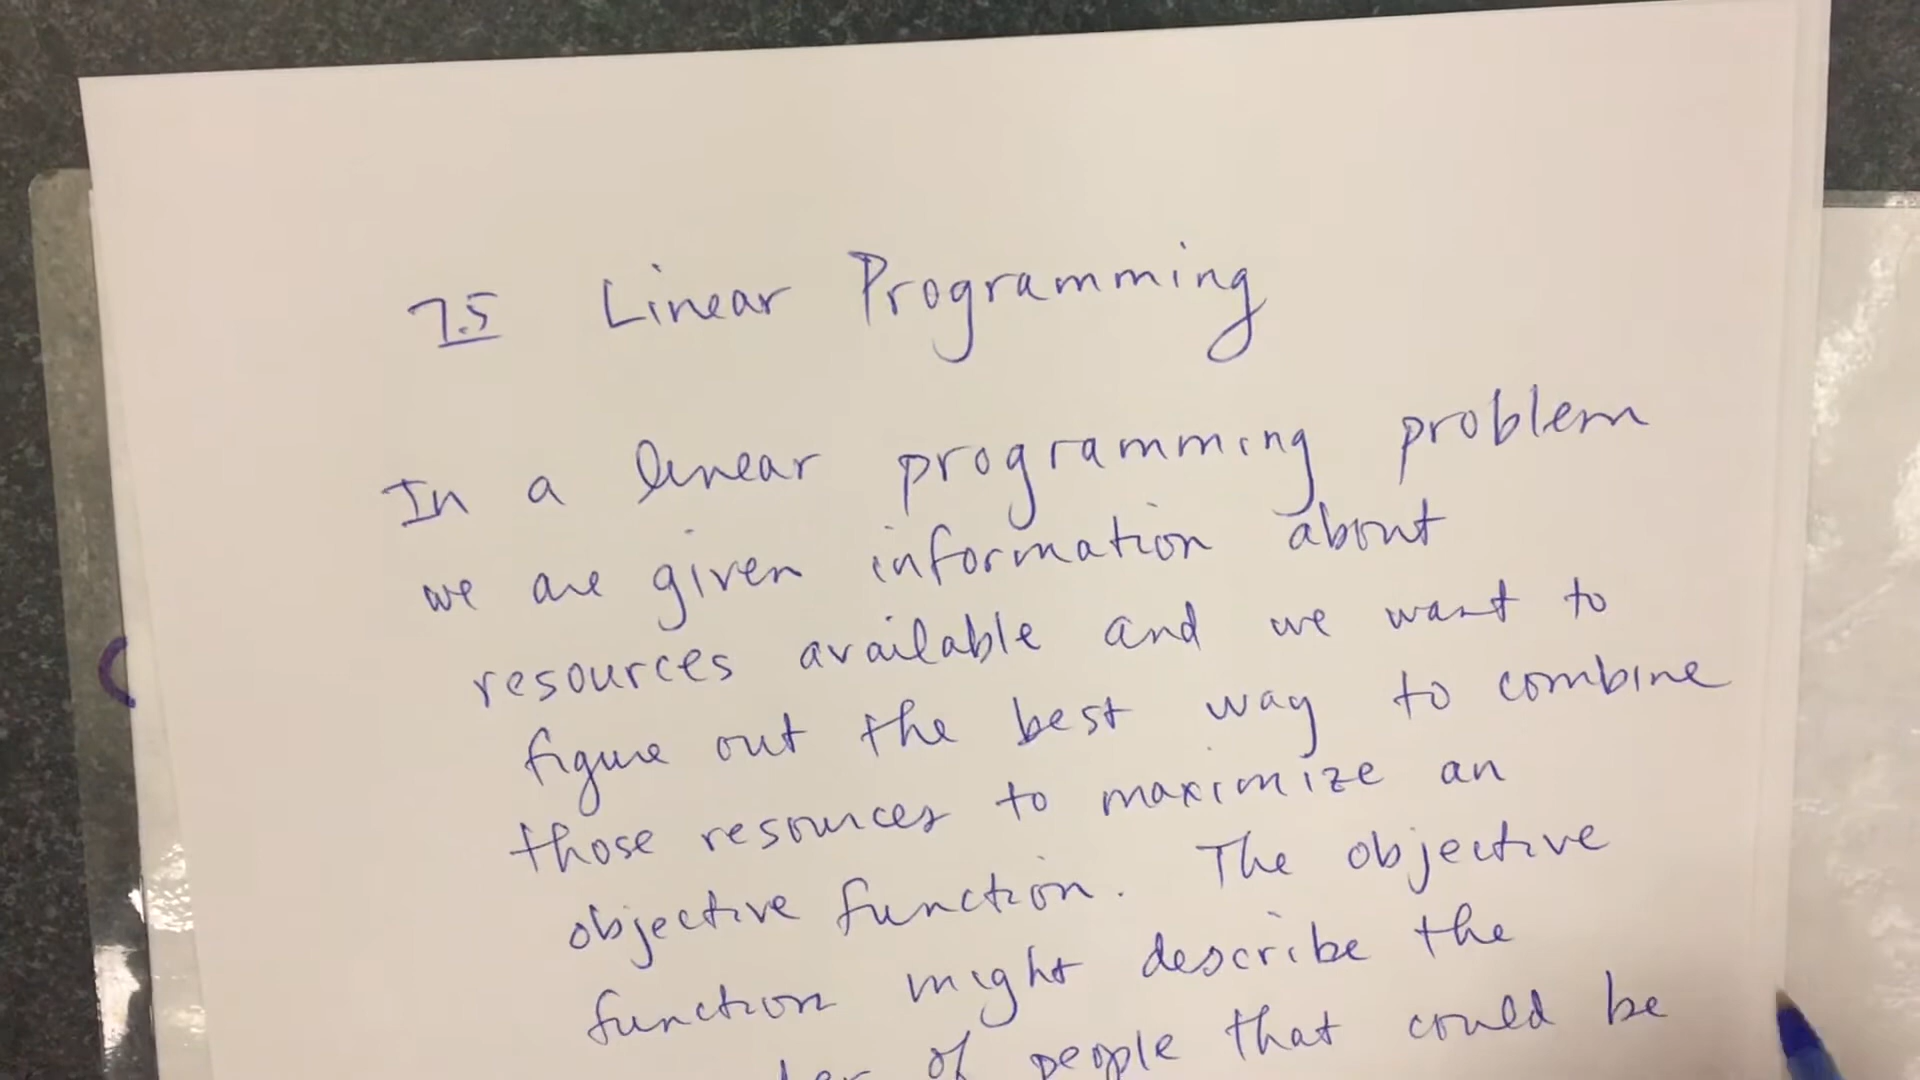 7.5 Linear Programming
In a linear programming problem
we are given information about
resources available and we want to
figure out the best way to combine
those resources to maximize an
objective function. The objective
function might describe the
of people that could be